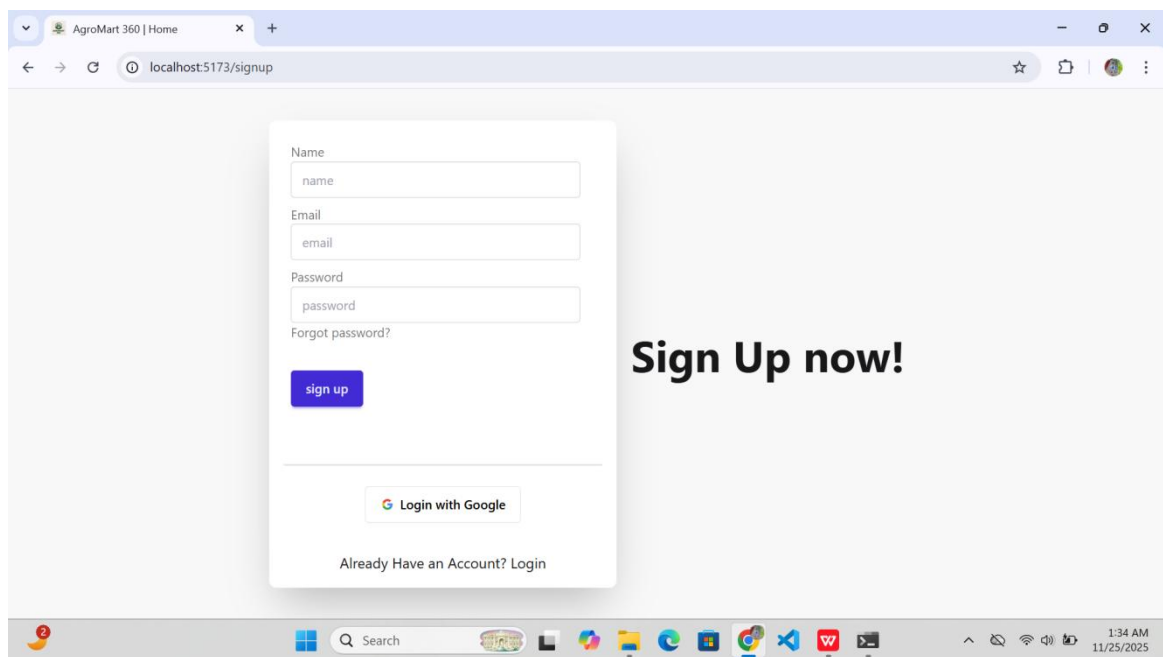 AgroMart 360 | Home
localhost:5173/signup
Name
name
Email
email
Password
password
Forgot password?
sign up
Sign Up now!
Login with Google
Already Have an Account? Login
2
Search
W
1:34 AM
11/25/2025